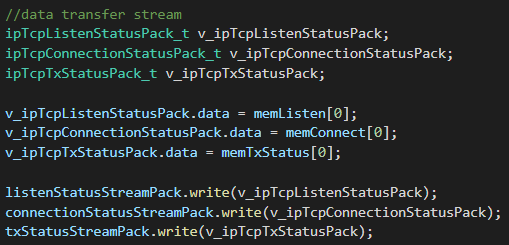 //data transfer stream
ipTcpListenStatusPack_t v_ipTcpListenStatusPack;
ipTcpConnectionStatusPack_t v_ipTcpConnectionStatusPack;
ipTcpTxStatusPack_t v_ipTcpTxStatusPack;
v_ipTcpListenStatusPack.data = memListen[0];
v_ipTcpConnectionStatusPack.data = memConnect[0];
v_ipTcpTxStatusPack.data = memTxStatus[0];
listenStatusStreamPack.write(v_ipTcpListenStatusPack);
connectionStatusStreamPack.write(v_ipTcpConnectionStatusPack);
txStatusStreamPack.write(v_ipTcpTxStatusPack);